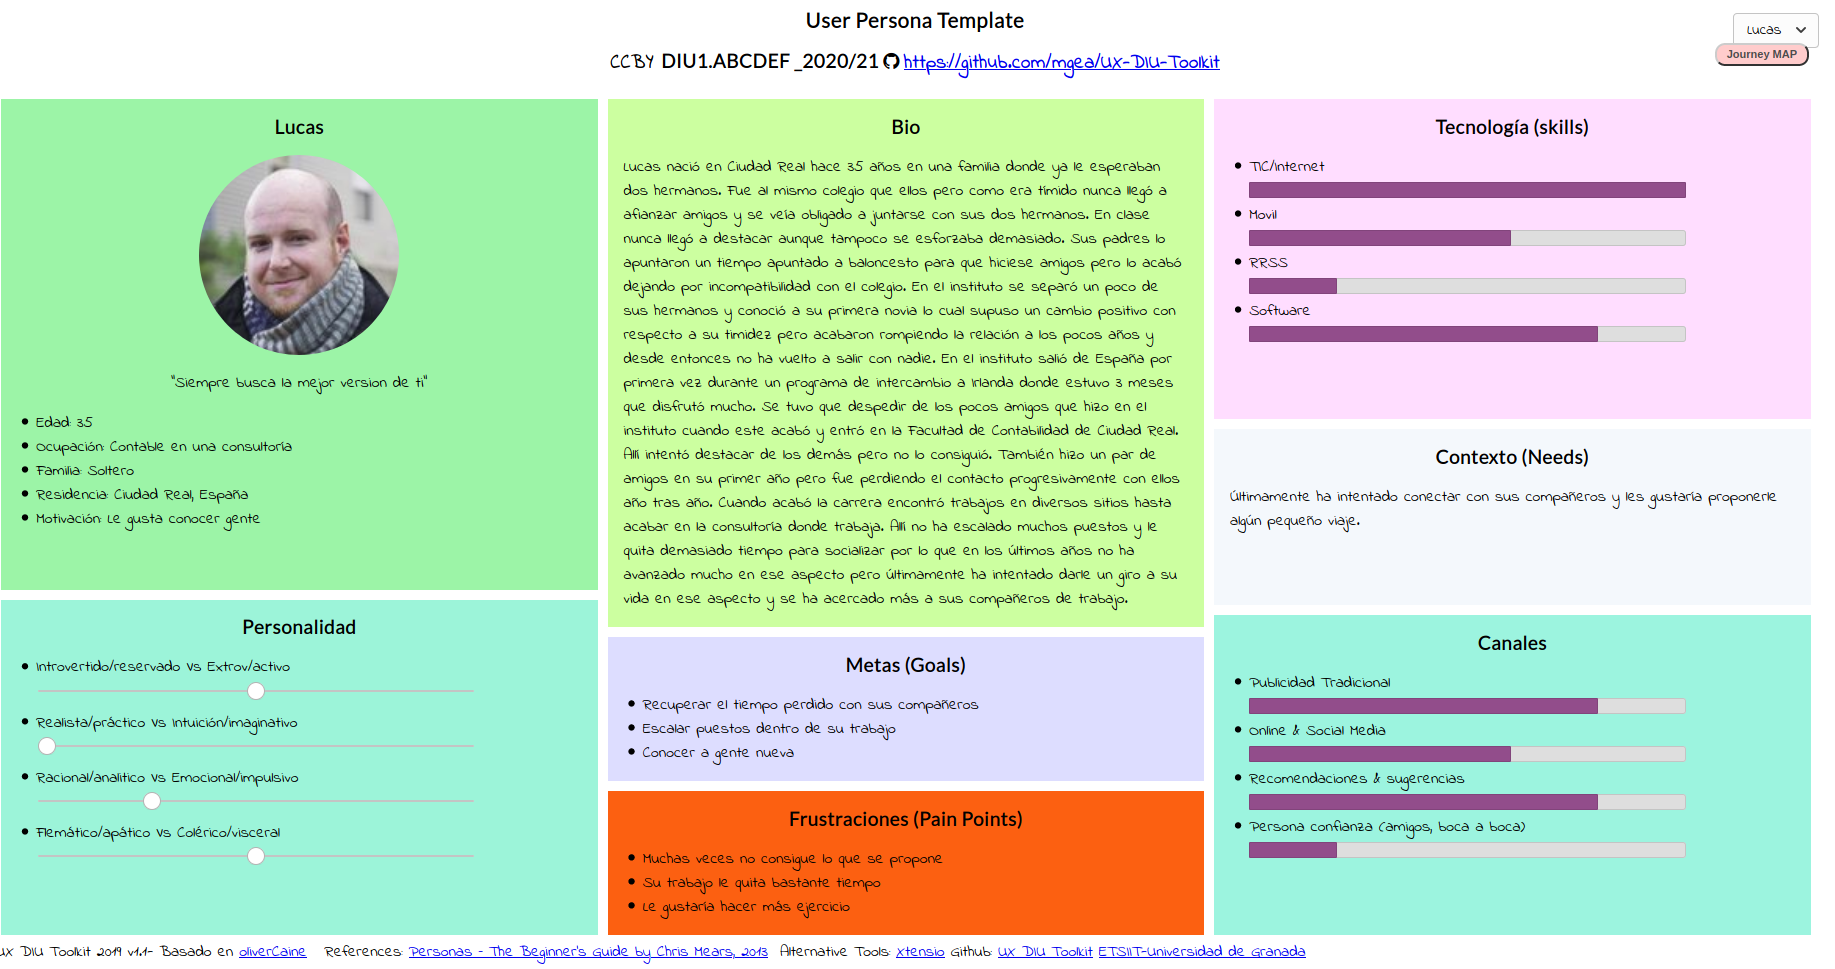 User Persona Template
Lucas
Journey MAP
CCBY DIU1.ABCDEF _2020/21 https://github.com/mgea/UX-DIU-Toolkit
Lucas
"Siempre busca la mejor version de ti"
Edad: 35
Ocupación: Contable en una consultoría
Familia: Soltero
Residencia: Ciudad Real, España
Motivación: Le gusta conocer gente
Personalidad
Introvertido/reservado Vs Extrov/activo
Realista/práctico Vs Intuición/imaginativo
Racional/analítico Vs Emocional/impulsivo
Flemático/apático Vs Colérico/visceral
Bio
Lucas nació en Ciudad Real hace 35 años en una familia donde ya le esperaban
dos hermanos. Fue al mismo colegio que ellos pero como era tímido nunca llegó a
afianzar amigos y se veía obligado a juntarse con sus dos hermanos. En clase
nunca llegó a destacar aunque tampoco se esforzaba demasiado. Sus padres lo
apuntaron un tiempo apuntado a baloncesto para que hiciese amigos pero lo acabó
dejando por incompatibilidad con el colegio. En el instituto se separó un poco de
sus hermanos y conoció a su primera novia lo cual supuso un cambio positivo con
respecto a su timidez pero acabaron rompiendo la relación a los pocos años y
desde entonces no ha vuelto a salir con nadie. En el instituto salió de España por
primera vez durante un programa de intercambio a Irlanda donde estuvo 3 meses
que disfrutó mucho. Se tuvo que despedir de los pocos amigos que hizo en el
instituto cuando este acabó y entró en la Facultad de Contabilidad de Ciudad Real.
Allí intentó destacar de los demás pero no lo consiguió. También hizo un par de
amigos en su primer año pero fue perdiendo el contacto progresivamente con ellos
año tras año. Cuando acabó la carrera encontró trabajos en diversos sitios hasta
acabar en la consultoría donde trabaja. Allí no ha escalado muchos puestos y le
quita demasiado tiempo para socializar por lo que en los últimos años no ha
avanzado mucho en ese aspecto pero últimamente ha intentado darle un giro a su
vida en ese aspecto y se ha acercado más a sus compañeros de trabajo.
Metas (Goals)
Recuperar el tiempo perdido con sus compañeros
Escalar puestos dentro de su trabajo
Conocer a gente nueva
Frustraciones (Pain Points)
Muchas veces no consigue lo que se propone
Su trabajo le quita bastante tiempo
Le gustaría hacer más ejercicio
Tecnología (skills)
TIC/Internet
Movil
RRSS
Software
Contexto (Needs)
Últimamente ha intentado conectar con sus compañeros y les gustaría proponerle
algún pequeño viaje.
Canales
Publicidad Tradicional
Online & Social Media
Recomendaciones & sugerencias
Persona confianza (amigos, boca a boca)
UX DIU Toolkit 2019 v1.1- Basado en oliverCaine References: Personas - The Beginner's Guide by Chris Mears, 2013 Alternative Tools: Xtensio Github: UX DIU Toolkit ETSIIT-Universidad de Granada